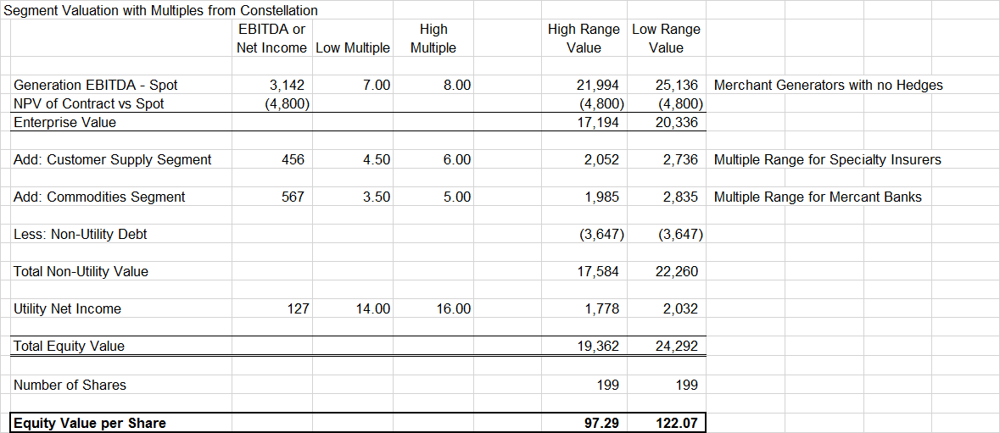 Segment Valuation with Multiples from Constellation
EBITDA or High High Range Low Range
Net Income Low Multiple Multiple Value Value
Generation EBITDA - Spot 3,142 7.00 8.00 21,994 25,136 Merchant Generators with no Hedges
NPV of Contract vs Spot (4,800) (4,800) (4,800)
Enterprise Value 17,194 20,336
Add: Customer Supply Segment 456 4.50 6.00 2,052 2,736 Multiple Range for Specialty Insurers
Add: Commodities Segment 567 3.50 5.00 1,985 2,835 Multiple Range for Mercant Banks
Less: Non-Utility Debt (3,647) (3,647)
Total Non-Utility Value 17,584 22,260
Utility Net Income 127 14.00 16.00 1,778 2,032
Total Equity Value 19,362 24,292
Number of Shares 199 199
Equity Value per Share 97.29 122.07